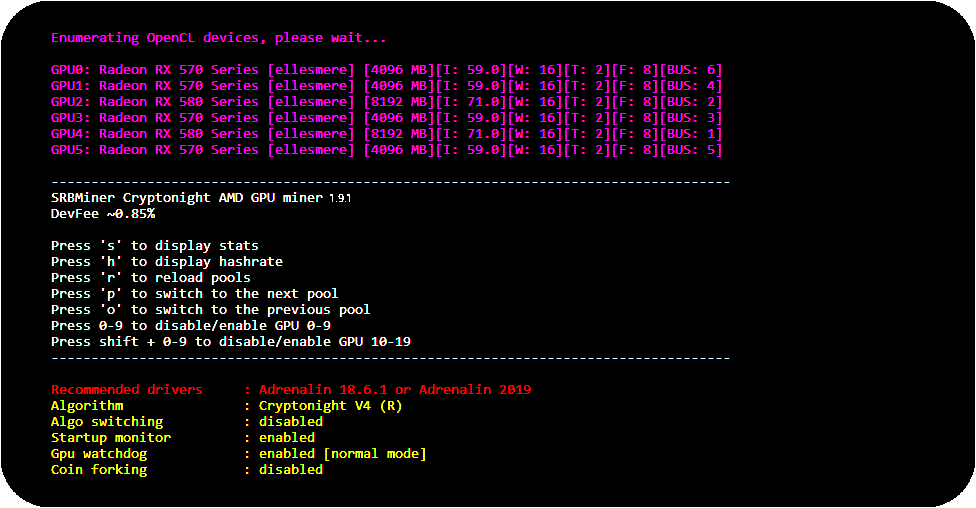 Enumerating OpenCL devices, please wait...
GPU0: Radeon RX 570 Series [ellesmere] [4096 MB][I: 59.0][W: 16][T: 2][F: 8][BUS: 6]
GPU1: Radeon RX 570 Series [ellesmere] [4096 MB][I: 59.0][W: 16][T: 2][F: 8][BUS: 4]
GPU2: Radeon RX 580 Series [ellesmere] [8192 MB][I: 71.0][W: 16][T: 2][F: 8][BUS: 2]
GPU3: Radeon RX 570 Series [ellesmere] [4096 MB][I: 59.0][W: 16][T: 2][F: 8][BUS: 3]
GPU4: Radeon RX 580 Series [ellesmere] [8192 MB][I: 71.0][W: 16][T: 2][F: 8][BUS: 1]
GPU5: Radeon RX 570 Series [ellesmere] [4096 MB][I: 59.0][W: 16][T: 2][F: 8][BUS: 5]
-------------------------------------------------------------------------------------
SRBMiner Cryptonight AMD GPU miner 1.9.1
DevFee ~0.85%
Press 's' to display stats
Press 'h' to display hashrate
Press 'r' to reload pools
Press 'p' to switch to the next pool
Press 'o' to switch to the previous pool
Press 0-9 to disable/enable GPU 0-9
Press shift + 0-9 to disable/enable GPU 10-19
-------------------------------------------------------------------------------------
Recommended drivers : Adrenalin 18.6.1 or Adrenalin 2019
Algorithm : Cryptonight V4 (R)
Algo switching : disabled
Startup monitor : enabled
Gpu watchdog : enabled [normal mode]
Coin forking : disabled